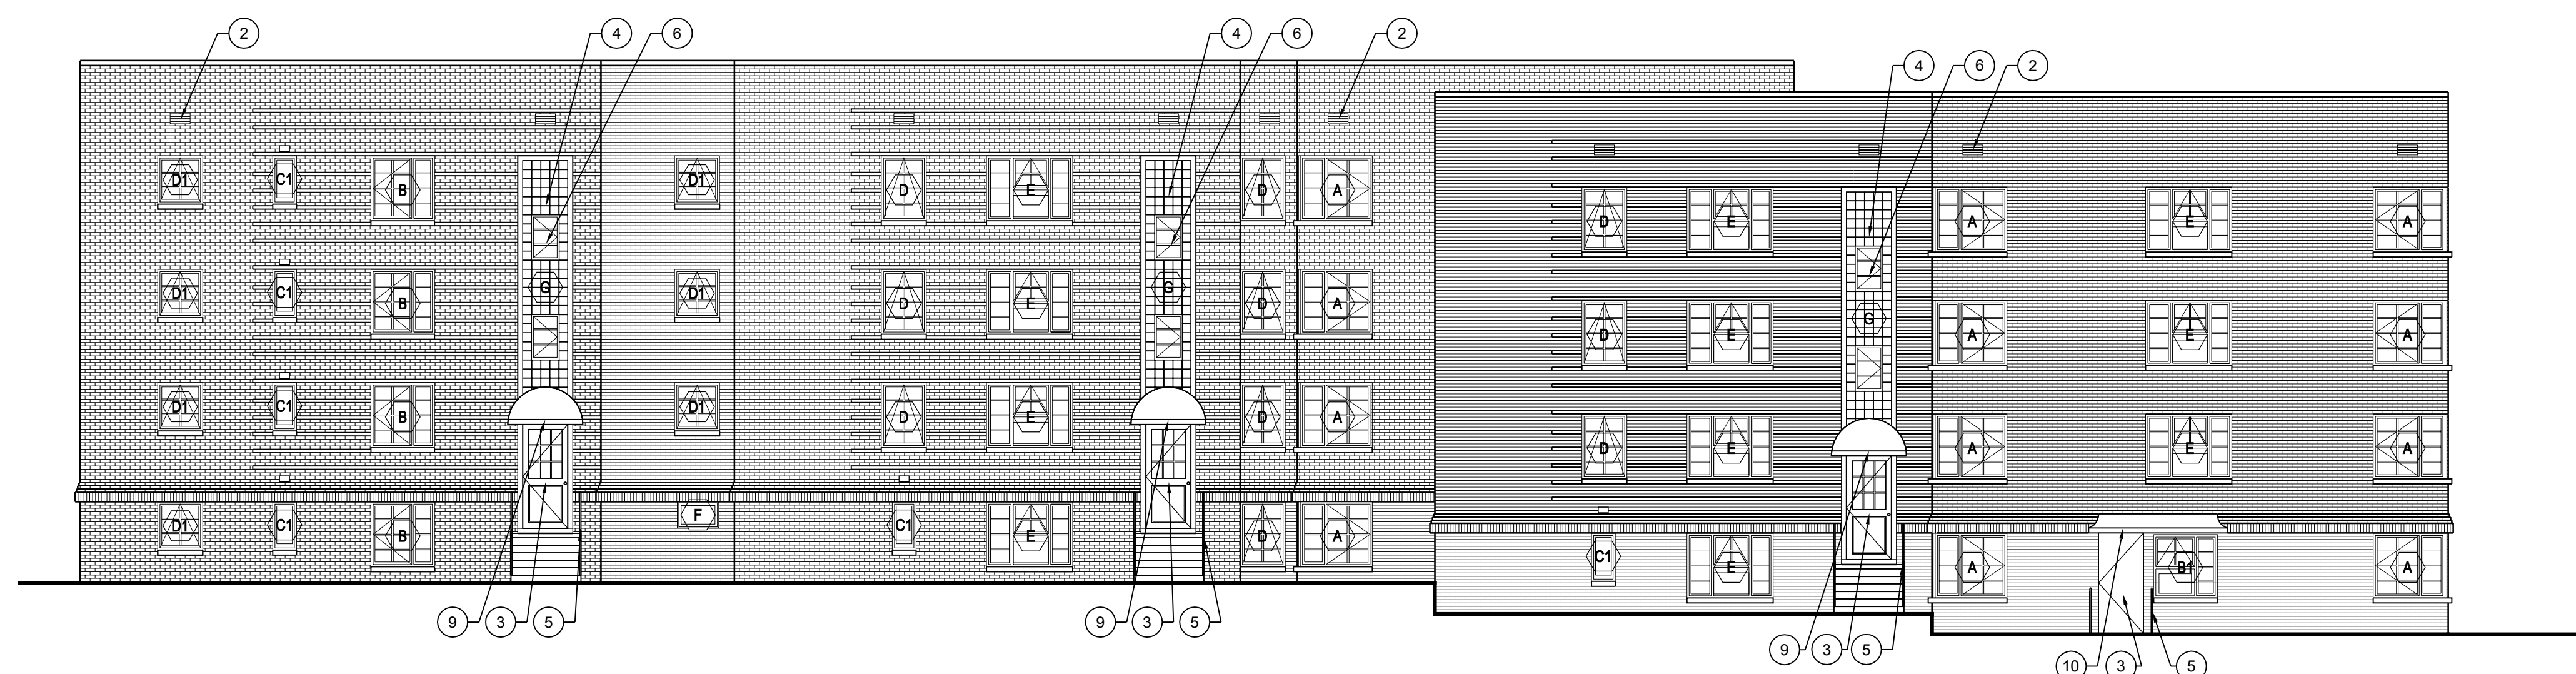 2 4 6 4 6 2
4 6 2
D1 C1 B D1 D E D A
D E A E A
G G
D1 C1 B D1 D E D A
G
D E A E A
D1 C1 B D1 D E D A
D E A E A
D1 C1 B F C1 E D A
C1 E A B1 A
9 3 5 9 3 5
9 3 5 10 3 5